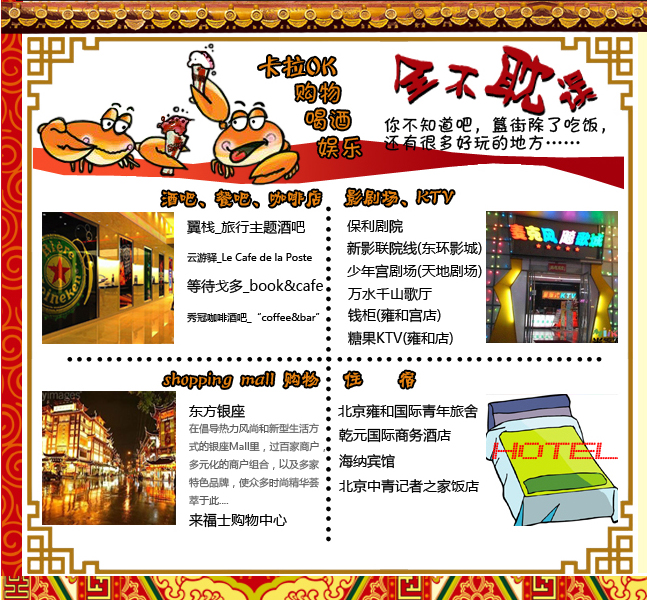 卡拉OK
购物
喝酒
娱乐
全不耽误
你不知道吧，簋街除了吃饭，
还有很多好玩的地方……
酒吧、餐吧、咖啡店
翼栈_旅行主题酒吧
云游驿_Le Cafe de la Poste
等待戈多_book&cafe
秀冠咖啡酒吧_“coffee&bar”
影剧场、KTV
保利剧院
新影联院线(东环影城)
少年宫剧场(天地剧场)
万水千山歌厅
钱柜(雍和宫店)
糖果KTV(雍和店)
shopping mall 购物
东方银座
在倡导热力风尚和新型生活方
式的银座Mall里，过百家商户，
多元化的商户组合，以及多家
特色品牌，使众多时尚精华荟
萃于此....
来福士购物中心
住 宿
北京雍和国际青年旅舍
乾元国际商务酒店
海纳宾馆
北京中青记者之家饭店
HOTEL